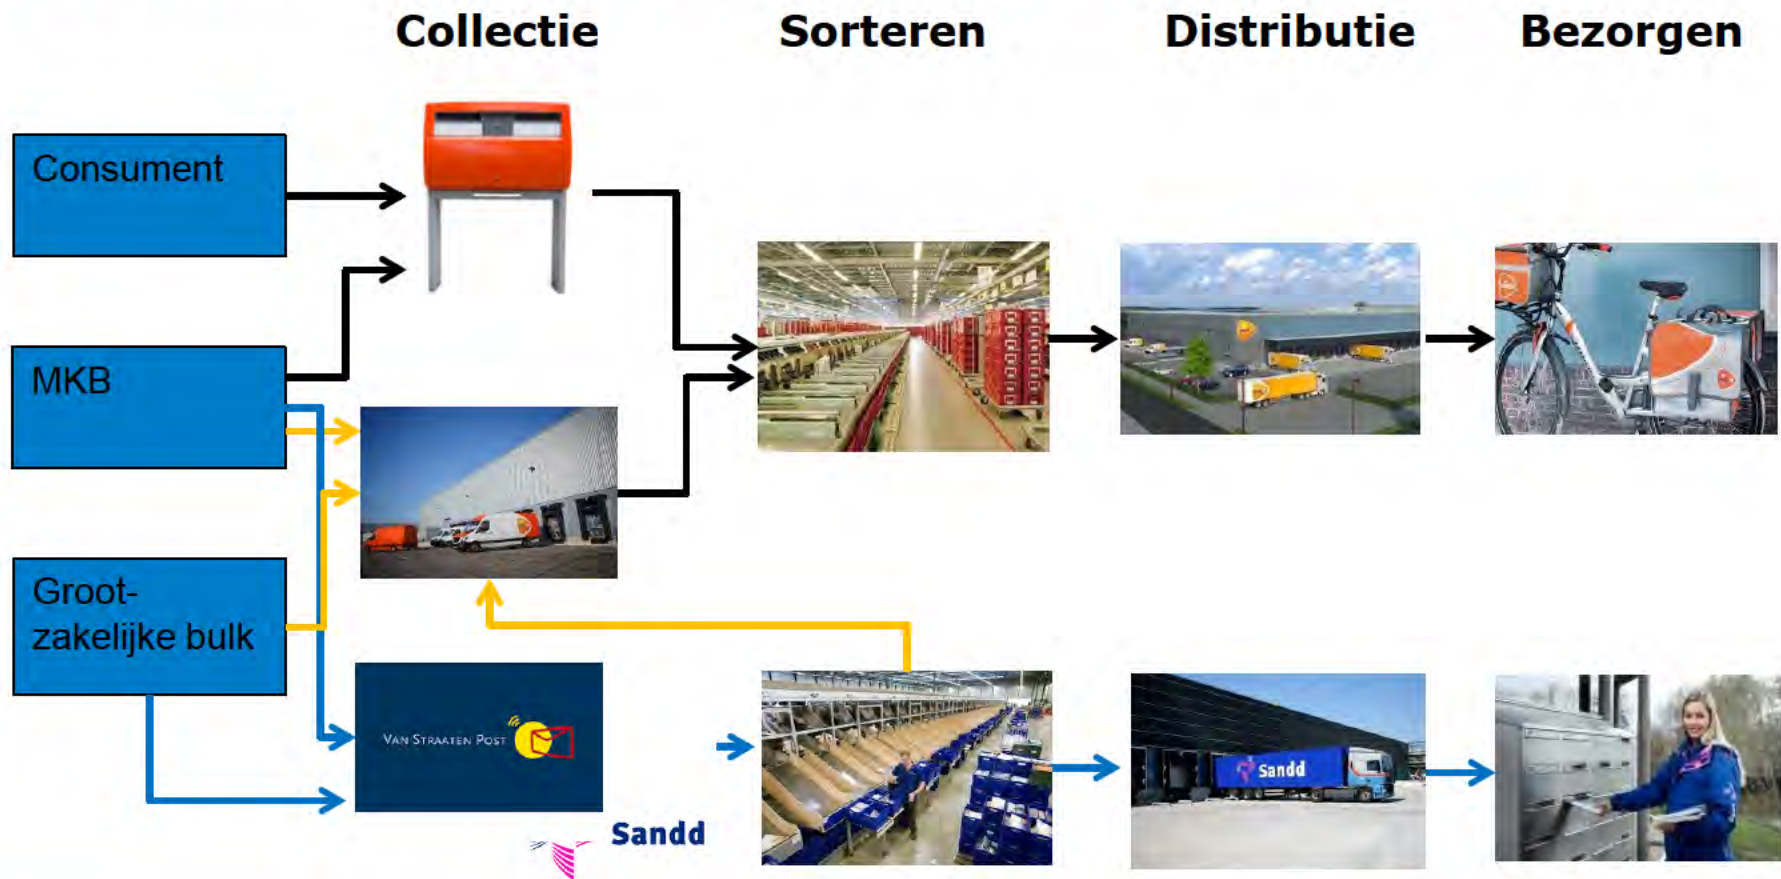 Collectie
Sorteren
Distributie
Bezorgen
Consument
MKB
Groot-
zakelijke bulk
VAN STRAATEN POST
Sandd
Sandd